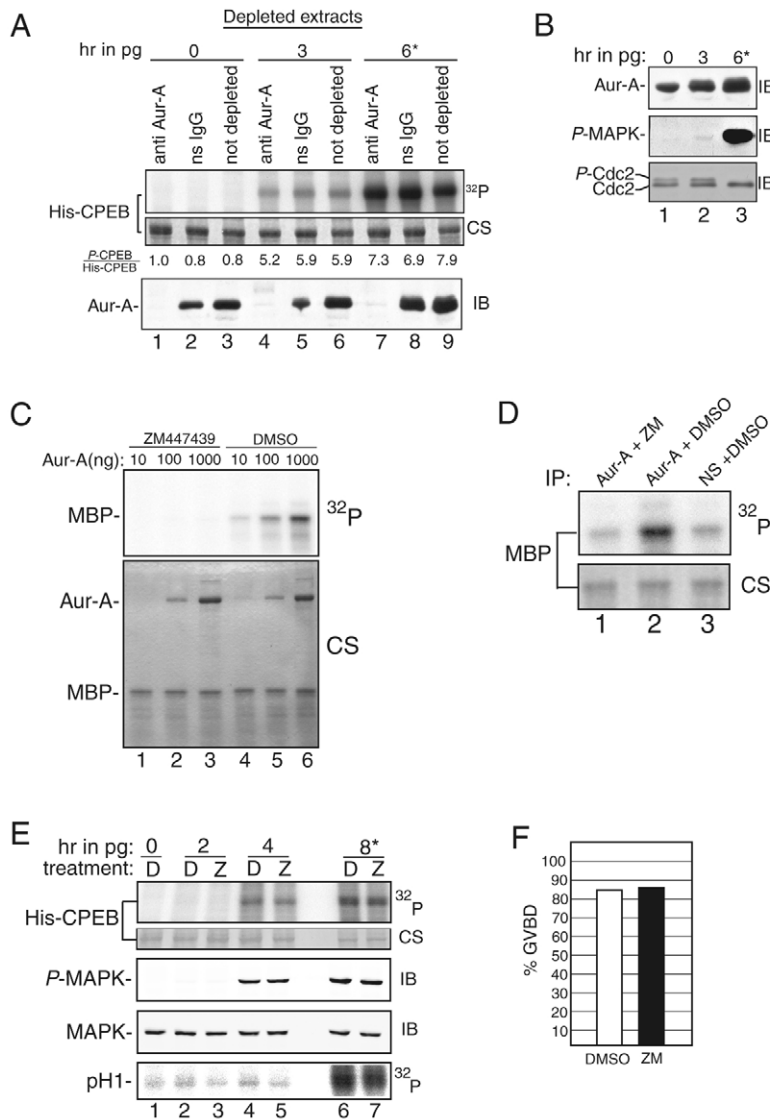 A
Depleted extracts
hr in pg 0 3 6*
anti Aur-A ns IgG not depleted anti Aur-A ns IgG not depleted anti Aur-A ns IgG not depleted
32P
His-CPEB
CS
P-CPEB
His-CPEB
1.0 0.8 0.8 5.2 5.9 5.9 7.3 6.9 7.9
Aur-A- IB
1 2 3 4 5 6 7 8 9
B
hr in pg: 0 3 6*
Aur-A- IB
P-MAPK- IB
P-Cdc2
Cdc2 IB
1 2 3
C
ZM447439 DMSO
Aur-A(ng): 10 100 1000 10 100 1000
MBP- 32P
Aur-A-
CS
MBP-
1 2 3 4 5 6
D
IP: Aur-A + ZM Aur-A + DMSO NS +DMSO
32P
MBP
CS
1 2 3
E
hr in pg: 0 2 4 8*
treatment: D D Z D Z D Z
32P
His-CPEB
CS
P-MAPK- IB
MAPK- IB
pH1- 32P
1 2 3 4 5 6 7
F
% GVBD
100
90
80
70
60
50
40
30
20
10
DMSO ZM